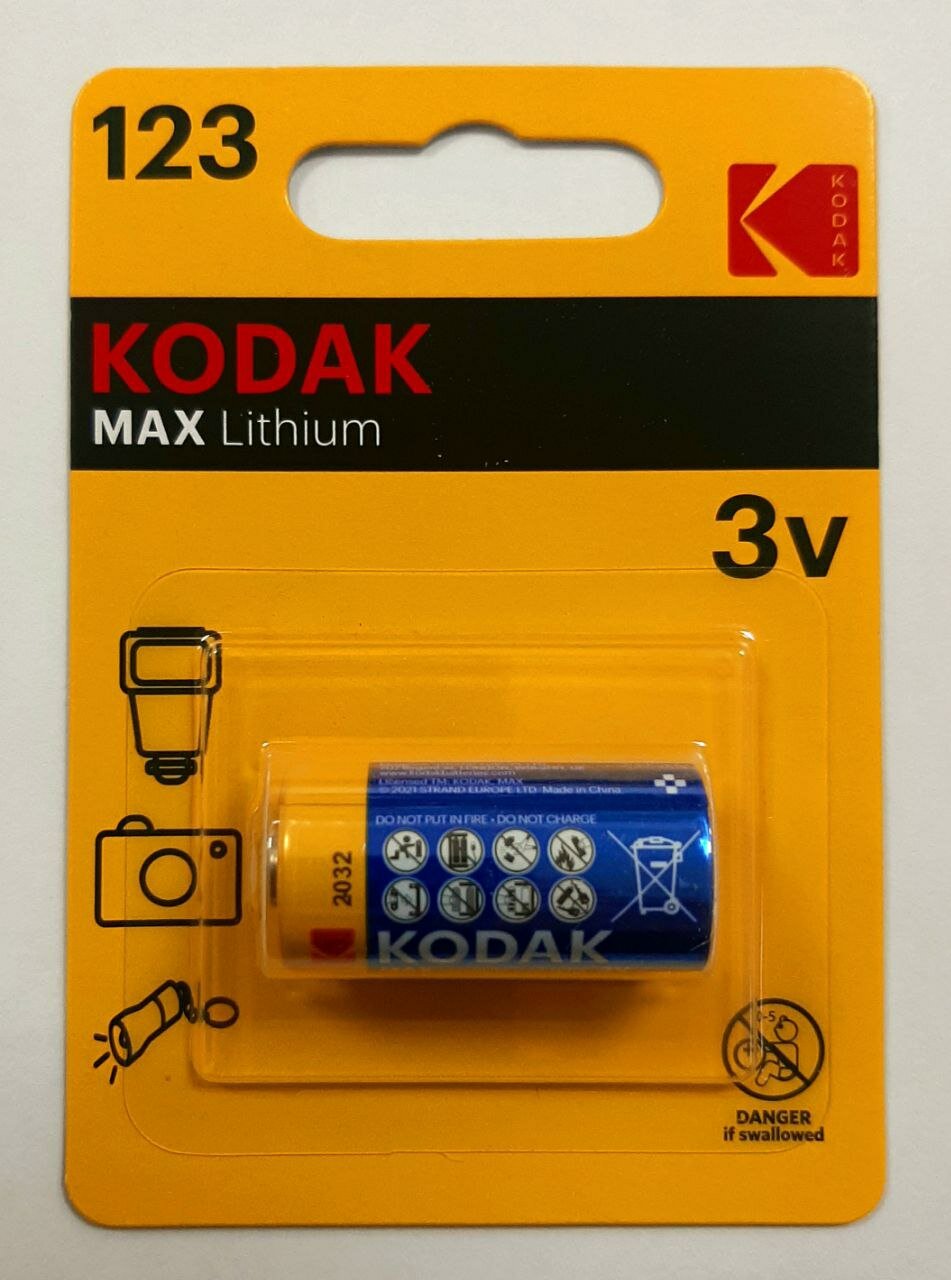 123
KODAK
KODAK
MAX Lithium
3v
www.kodakbatteries.com
Licensed TM: KODAK, MAX
© 2021 STRAND EUROPE LTD. Made in China
DO NOT PUT IN FIRE • DO NOT CHARGE
2032
KODAK
0-5
DANGER
if swallowed